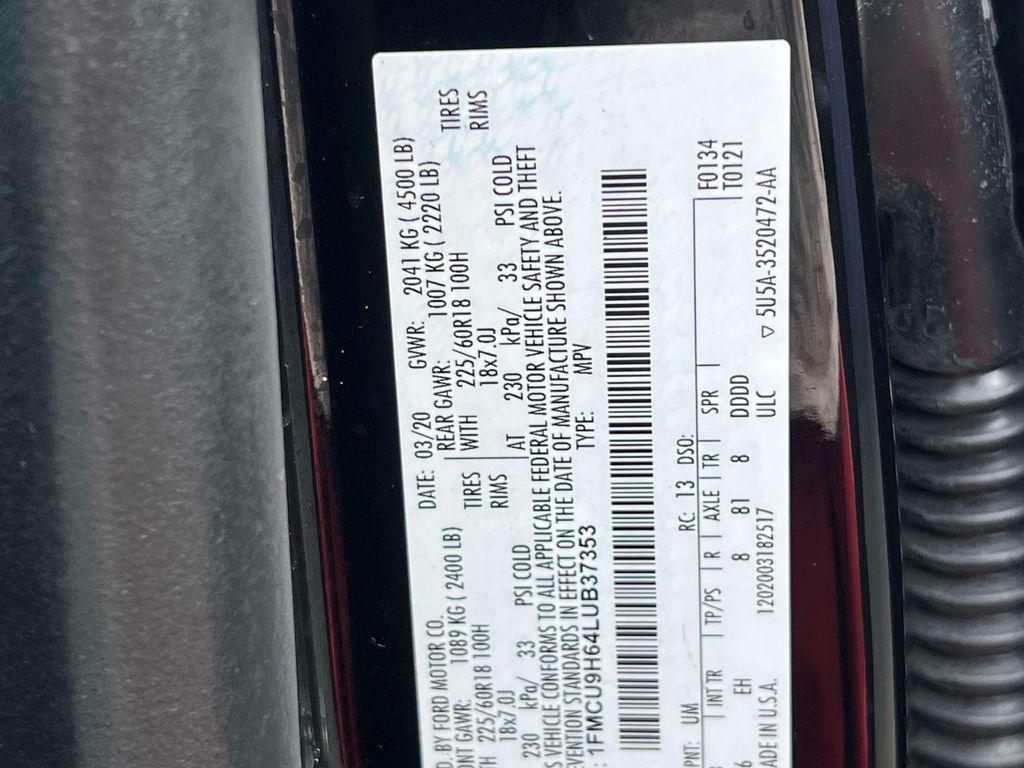 D. BY FORD MOTOR CO. DATE: 03/20 GVWR: 2041 KG ( 4500 LB)
ONT GAWR: 1089 KG ( 2400 LB) REAR GAWR: 1007 KG ( 2220 LB)
TH 225/60R18 100H TIRES WITH 225/60R18 100H TIRES
18x7.0J RIMS 18x7.0J RIMS
230 kPa/ 33 PSI COLD AT 230 kPa/ 33 PSI COLD
S VEHICLE CONFORMS TO ALL APPLICABLE FEDERAL MOTOR VEHICLE SAFETY AND THEFT
EVENTION STANDARDS IN EFFECT ON THE DATE OF MANUFACTURE SHOWN ABOVE.
: 1FMCU9H64LUB37353 TYPE: MPV
PNT: UM RC: 13 DSO:
INT TR TP/PS R AXLE TR SPR F0134
6 EH 8 81 8 DDDD T0121
ADE IN U.S.A. 1202003182517 ULC ▽ 5U5A-3520472-AA